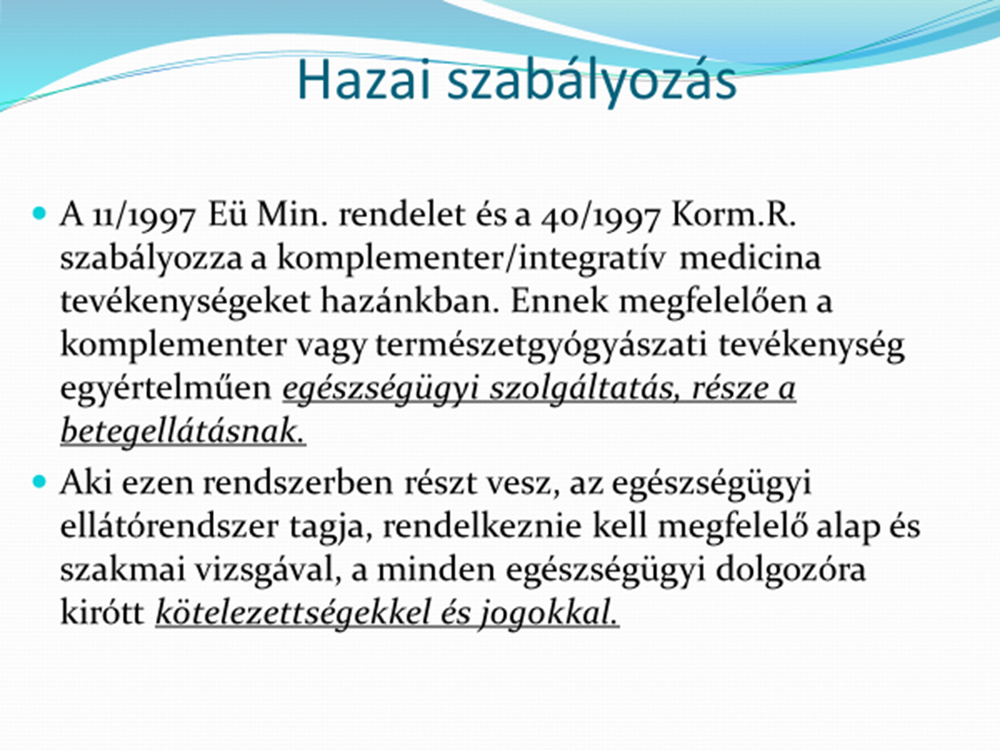 Hazai szabályozás
• A 11/1997 Eü Min. rendelet és a 40/1997 Korm.R.
szabályozza a komplementer/integratív medicina
tevékenységeket hazánkban. Ennek megfelelően a
komplementer vagy természetgyógyászati tevékenység
egyértelműen egészségügyi szolgáltatás, része a
betegellátásnak.
• Aki ezen rendszerben részt vesz, az egészségügyi
ellátórendszer tagja, rendelkeznie kell megfelelő alap és
szakmai vizsgával, a minden egészségügyi dolgozóra
kirótt kötelezettségekkel és jogokkal.